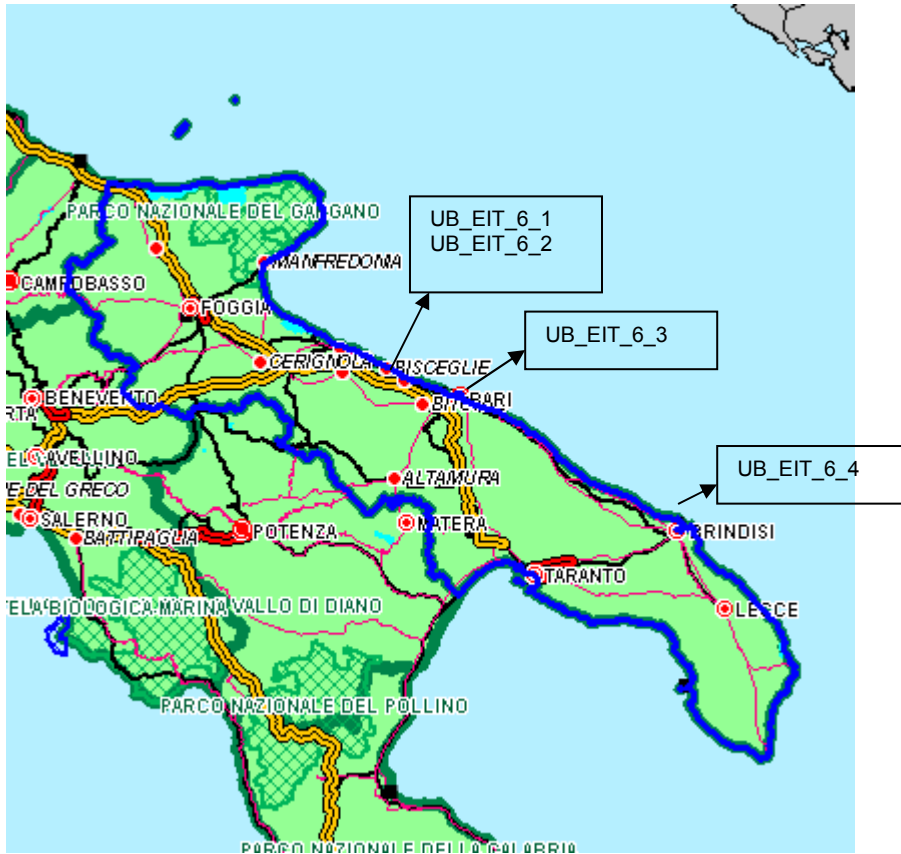 PARCO NAZIONALE DEL GARGANO
UB_EIT_6_1
UB_EIT_6_2
MANFREDONIA
CAMPOBASSO
FOGGIA
UB_EIT_6_3
CERIGNOLA
BISCEGLIE
BENEVENTO
BARI
RTA
AVELLINO
ALTAMURA
UB_EIT_6_4
E DEL GRECO
SALERNO
MATERA
BATTIPAGLIA
POTENZA
BRINDISI
TARANTO
TELA BIOLOGICA MARINA
VALLO DI DIANO
LECCE
PARCO NAZIONALE DEL POLLINO
PARCO NAZIONALE DELLA CALABRIA